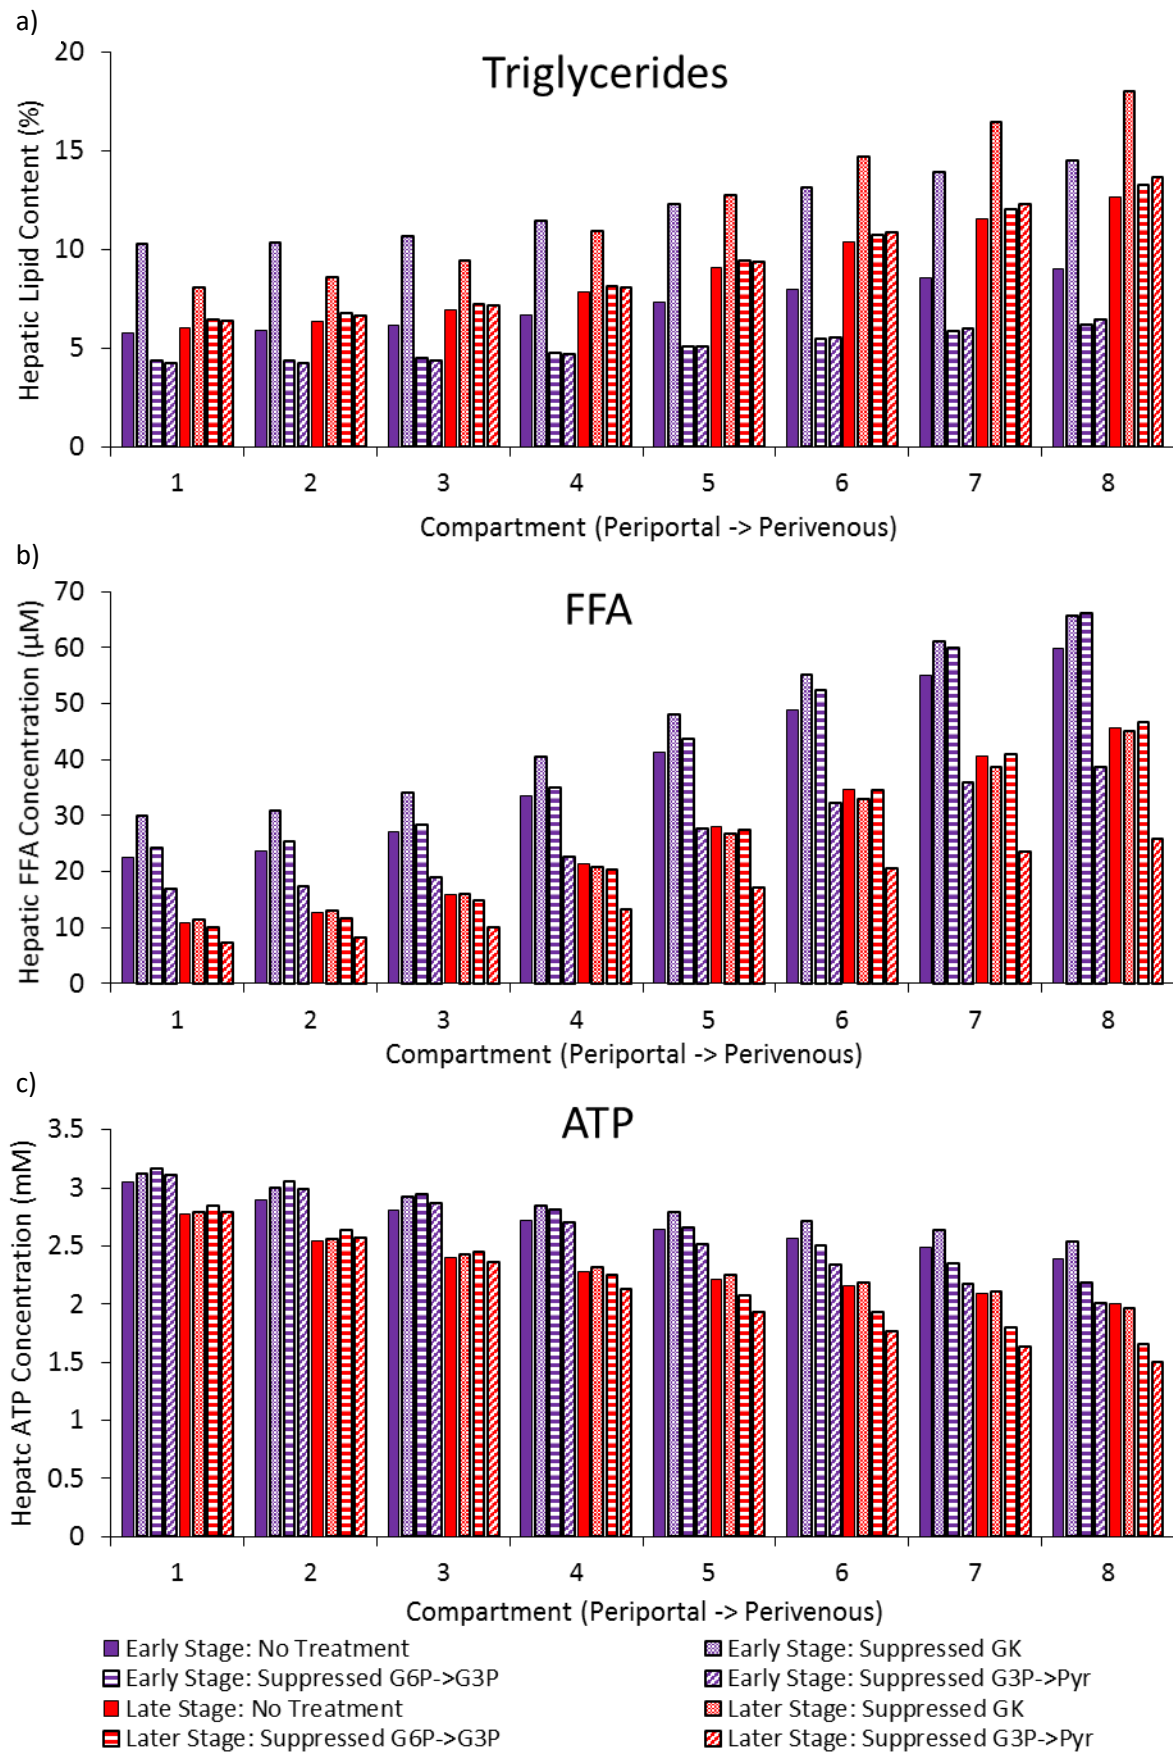 a)
Triglycerides
Hepatic Lipid Content (%)
20
15
10
5
0
1 2 3 4 5 6 7 8
Compartment (Periportal -> Perivenous)
b)
FFA
Hepatic FFA Concentration (µM)
70
60
50
40
30
20
10
0
1 2 3 4 5 6 7 8
Compartment (Periportal -> Perivenous)
c)
ATP
Heptatc ATP Concentration (mM)
3.5
3
2.5
2
1.5
1
0.5
0
1 2 3 4 5 6 7 8
Compartment (Periportal -> Perivenous)
Early Stage: No Treatment
Early Stage: Suppressed GK
Early Stage: Suppressed G6P->G3P
Early Stage: Suppressed G3P->Pyr
Late Stage: No Treatment
Later Stage: Suppressed GK
Later Stage: Suppressed G6P->G3P
Later Stage: Suppressed G3P->Pyr